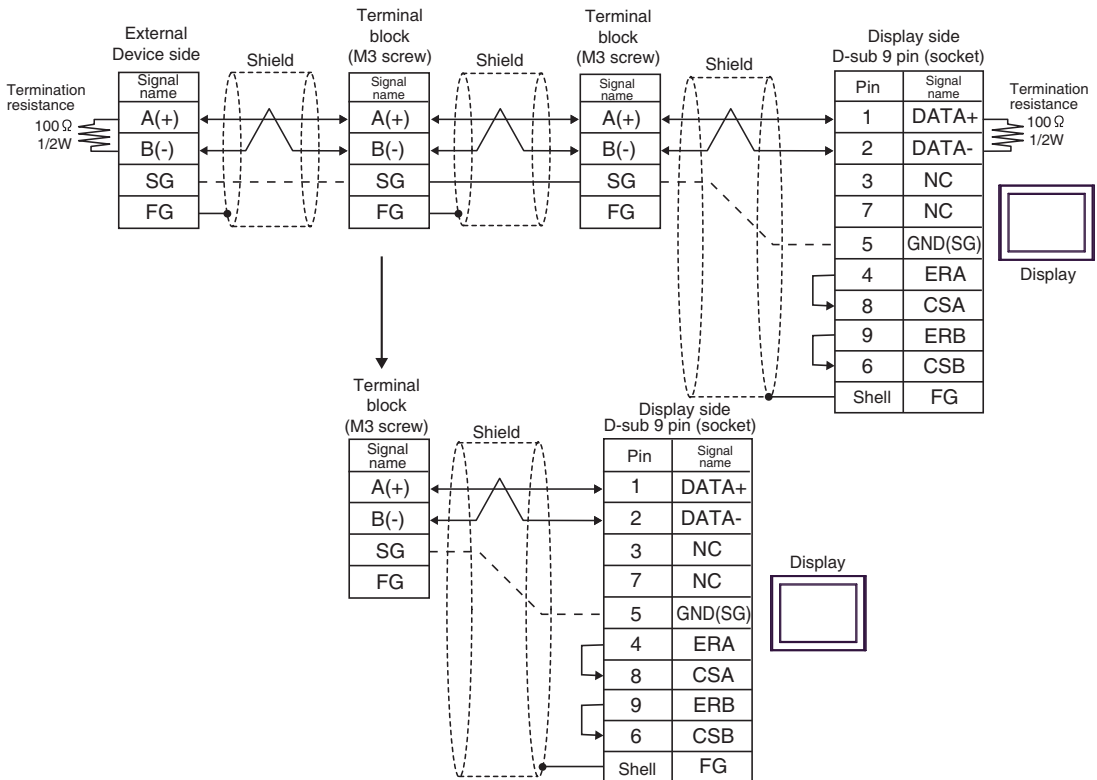 External
Device side
Terminal
block
(M3 screw)
Terminal
block
(M3 screw)
Display side
D-sub 9 pin (socket)
Shield
Shield
Shield
Termination
resistance
100Ω
1/2W
Signal
name
A(+)
B(-)
SG
FG
Signal
name
A(+)
B(-)
SG
FG
Signal
name
A(+)
B(-)
SG
FG
Pin Signal name
1 DATA+
2 DATA-
3 NC
7 NC
5 GND(SG)
4 ERA
8 CSA
9 ERB
6 CSB
Shell FG
Termination
resistance
100Ω
1/2W
Display
Terminal
block
(M3 screw)
Signal
name
A(+)
B(-)
SG
FG
Shield
Display side
D-sub 9 pin (socket)
Pin Signal name
1 DATA+
2 DATA-
3 NC
7 NC
5 GND(SG)
4 ERA
8 CSA
9 ERB
6 CSB
Shell FG
Display